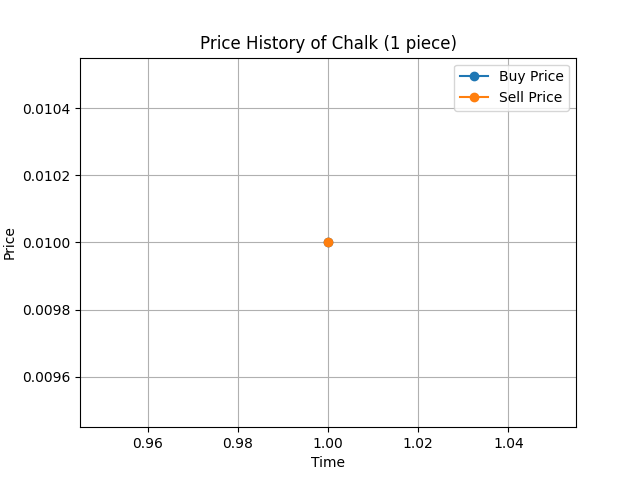 Price History of Chalk (1 piece)
Buy Price
Sell Price
0.0104
0.0102
0.0100
0.0098
0.0096
Price
0.96
0.98
1.00
1.02
1.04
Time